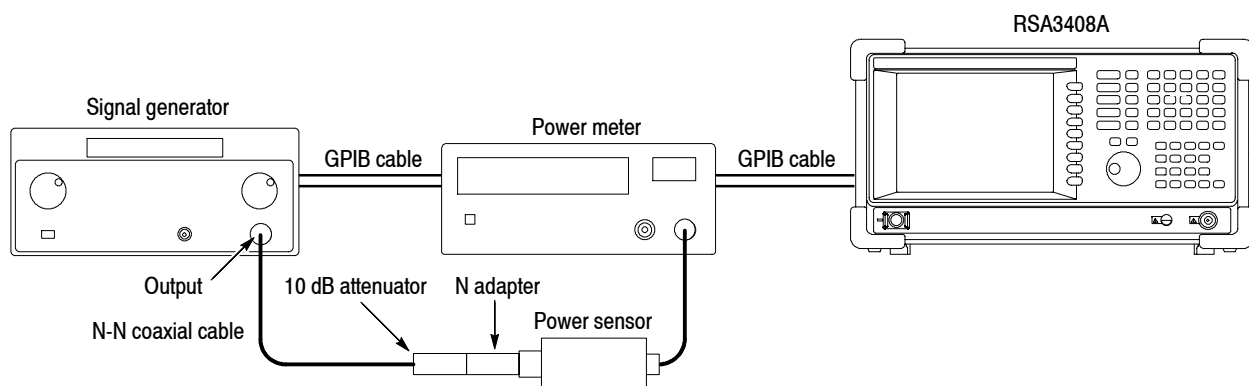 RSA3408A
Signal generator
Power meter
GPIB cable
GPIB cable
Output
10 dB attenuator
N adapter
N-N coaxial cable
Power sensor